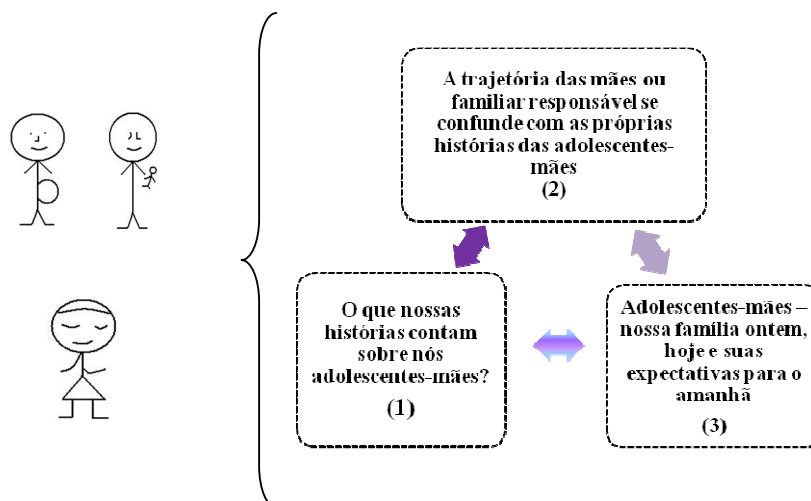 A trajetória das mães ou
familiar responsável se
confunde com as próprias
histórias das adolescentes-
mães
(2)
O que nossas
histórias contam
sobre nós
adolescentes-mães?
(1)
Adolescentes-mães –
nossa família ontem,
hoje e suas
expectativas para o
amanhã
(3)